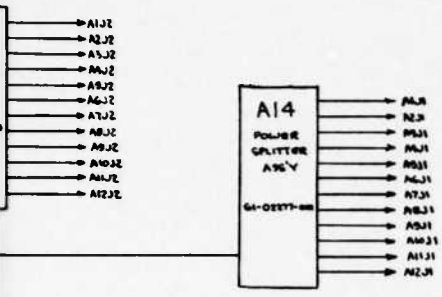 A1J2
A2J2
A3J2
A4J2
A5J2
A6J2
A7J2
A8J2
A9J2
A10J2
A11J2
A12J2
A14
POWER
SPLITTER
ASS'Y
A1J1
A2J1
A3J1
A4J1
A5J1
A6J1
A7J1
A8J1
A9J1
A10J1
A11J1
A12J1